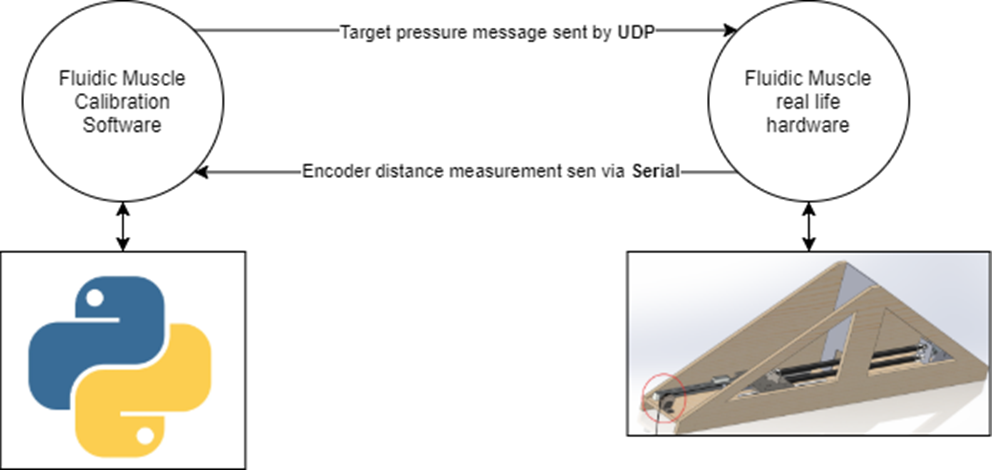 Target pressure message sent by UDP
Fluidic Muscle
Calibration
Software
Fluidic Muscle
real life
hardware
Encoder distance measurement sen via Serial